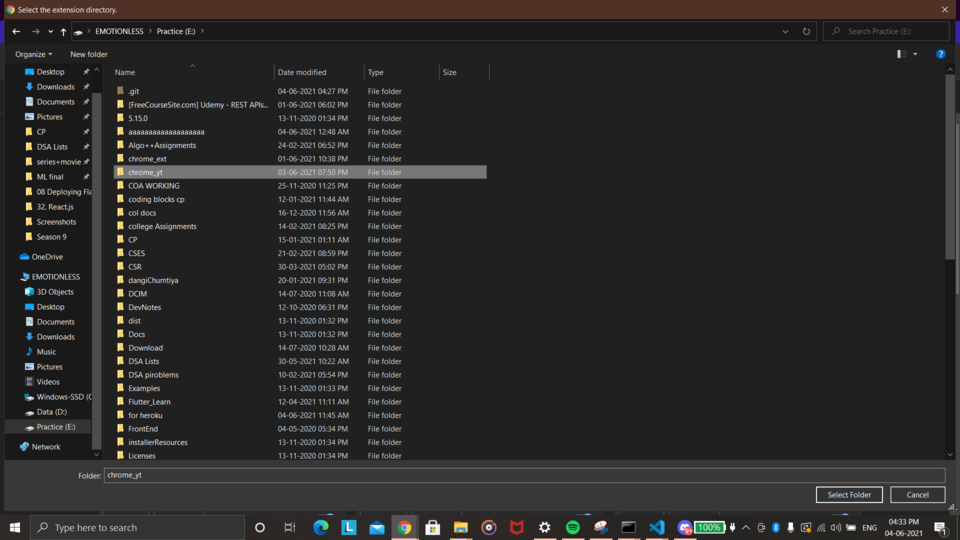 Select the extension directory.
EMOTIONLESS Practice (E:)
Search Practice (E:)
Organize New folder
Name Date modified Type Size
Desktop
Downloads
Documents
Pictures
CP
DSA Lists
series+movie
ML final
08 Deploying Fla
32. React.js
Screenshots
Season 9
OneDrive
EMOTIONLESS
3D Objects
Desktop
Documents
Downloads
Music
Pictures
Videos
Windows-SSD (C
Data (D:)
Practice (E:)
Network
.git 04-06-2021 04:27 PM File folder
[FreeCourseSite.com] Udemy - REST APIs... 01-06-2021 06:02 PM File folder
5.15.0 13-11-2020 01:34 PM File folder
aaaaaaaaaaaaaaaaaaa 04-06-2021 12:48 AM File folder
Algo++Assignments 24-02-2021 06:52 PM File folder
chrome_ext 01-06-2021 10:38 PM File folder
chrome_yt 03-06-2021 07:50 PM File folder
COA WORKING 25-11-2020 11:25 PM File folder
coding blocks cp 12-01-2021 11:44 AM File folder
col docs 16-12-2020 11:56 AM File folder
college Assignments 14-02-2021 08:25 PM File folder
CP 15-01-2021 01:11 AM File folder
CSES 21-02-2021 08:59 PM File folder
CSR 30-03-2021 05:02 PM File folder
dangiChumtiya 20-01-2021 09:31 PM File folder
DCIM 14-07-2020 11:08 AM File folder
DevNotes 12-10-2020 06:31 PM File folder
dist 13-11-2020 01:32 PM File folder
Docs 13-11-2020 01:32 PM File folder
Download 14-07-2020 10:28 AM File folder
DSA Lists 30-05-2021 10:22 AM File folder
DSA piroblems 10-02-2021 05:54 PM File folder
Examples 13-11-2020 01:33 PM File folder
Flutter_Learn 12-04-2021 11:11 AM File folder
for heroku 04-06-2021 11:45 AM File folder
FrontEnd 04-05-2021 05:34 PM File folder
installerResources 13-11-2020 01:34 PM File folder
Licenses 13-11-2020 01:34 PM File folder
Folder: chrome_yt
Select Folder Cancel
Type here to search
100%
ENG
04:33 PM
04-06-2021
1